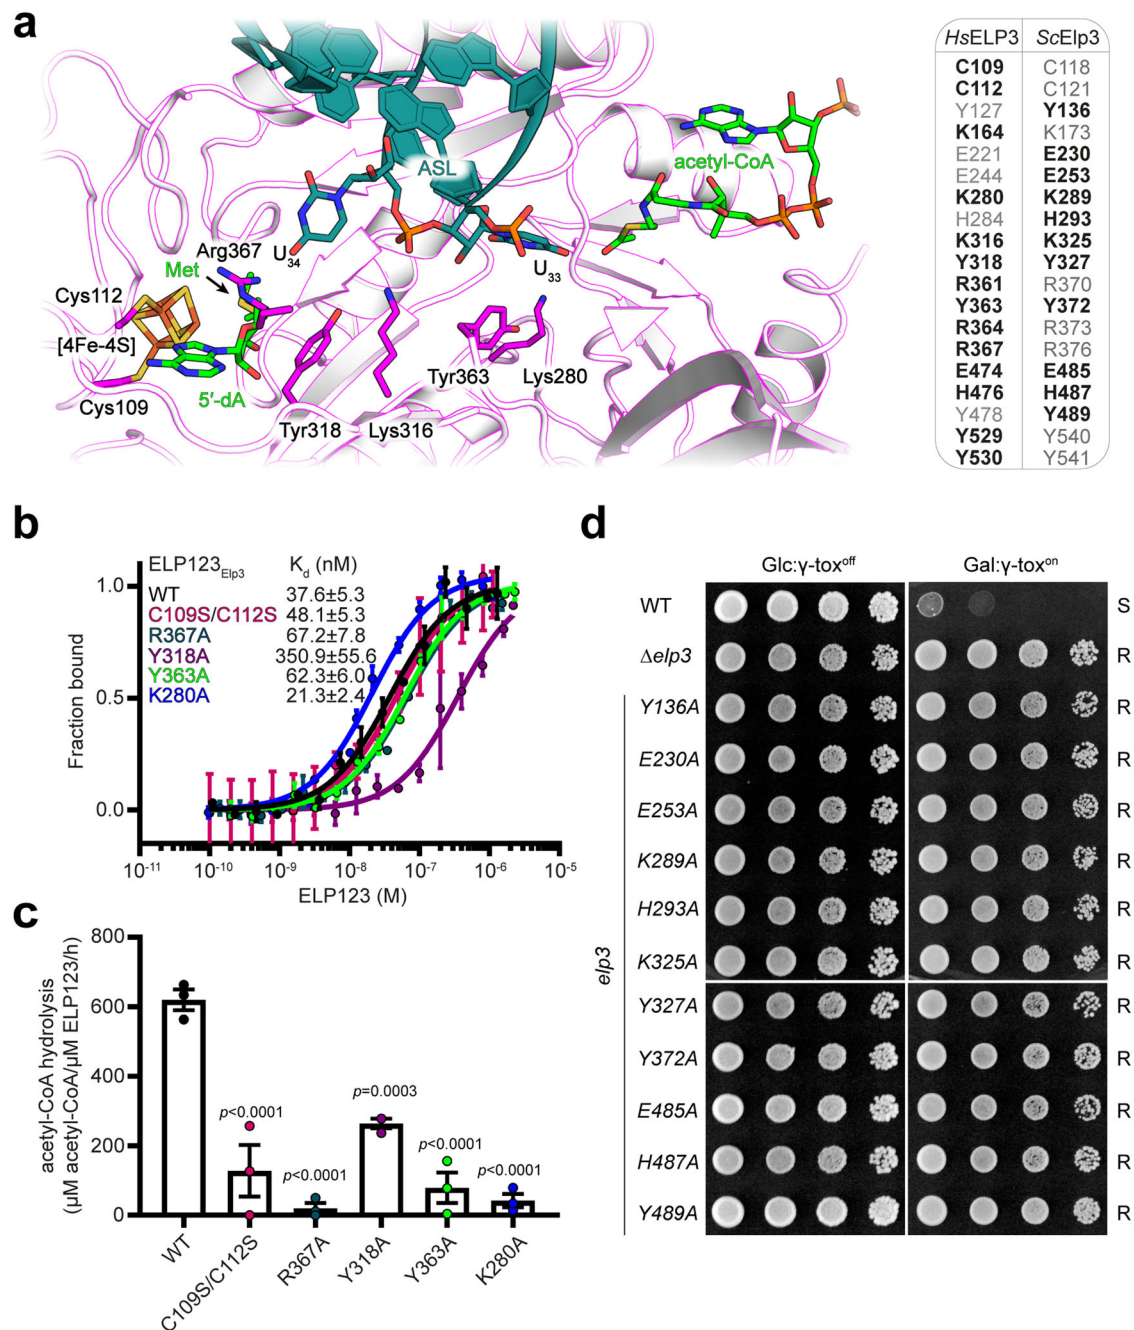 a
ASL
acetyl-CoA
Arg367
U34
U33
Met
Cys112
[4Fe-4S]
Cys109
5′-dA
Tyr318
Lys316
Tyr363
Lys280
HsELP3 ScElp3
C109 C118
C112 C121
Y127 Y136
K164 K173
E221 E230
E244 E253
K280 K289
H284 H293
K316 K325
Y318 Y327
R361 R370
Y363 Y372
R364 R373
R367 R376
E474 E485
H476 H487
Y478 Y489
Y529 Y540
Y530 Y541
b
ELP123Elp3 Kd (nM)
WT 37.6±5.3
C109S/C112S 48.1±5.3
R367A 67.2±7.8
Y318A 350.9±55.6
Y363A 62.3±6.0
K280A 21.3±2.4
Fraction bound
1.0
0.5
0.0
10⁻¹¹ 10⁻¹⁰ 10⁻⁹ 10⁻⁸ 10⁻⁷ 10⁻⁶ 10⁻⁵
ELP123 (M)
c
acetyl-CoA hydrolysis
(µM acetyl-CoA/µM ELP123/h)
800
600
400
200
0
p<0.0001
p<0.0001
p=0.0003
p<0.0001
p<0.0001
WT
C109S/C112S
R367A
Y318A
Y363A
K280A
d
Glc:γ-toxᵒᶠᶠ Gal:γ-toxᵒⁿ
WT S
Δelp3 R
elp3
Y136A R
E230A R
E253A R
K289A R
H293A R
K325A R
Y327A R
Y372A R
E485A R
H487A R
Y489A R